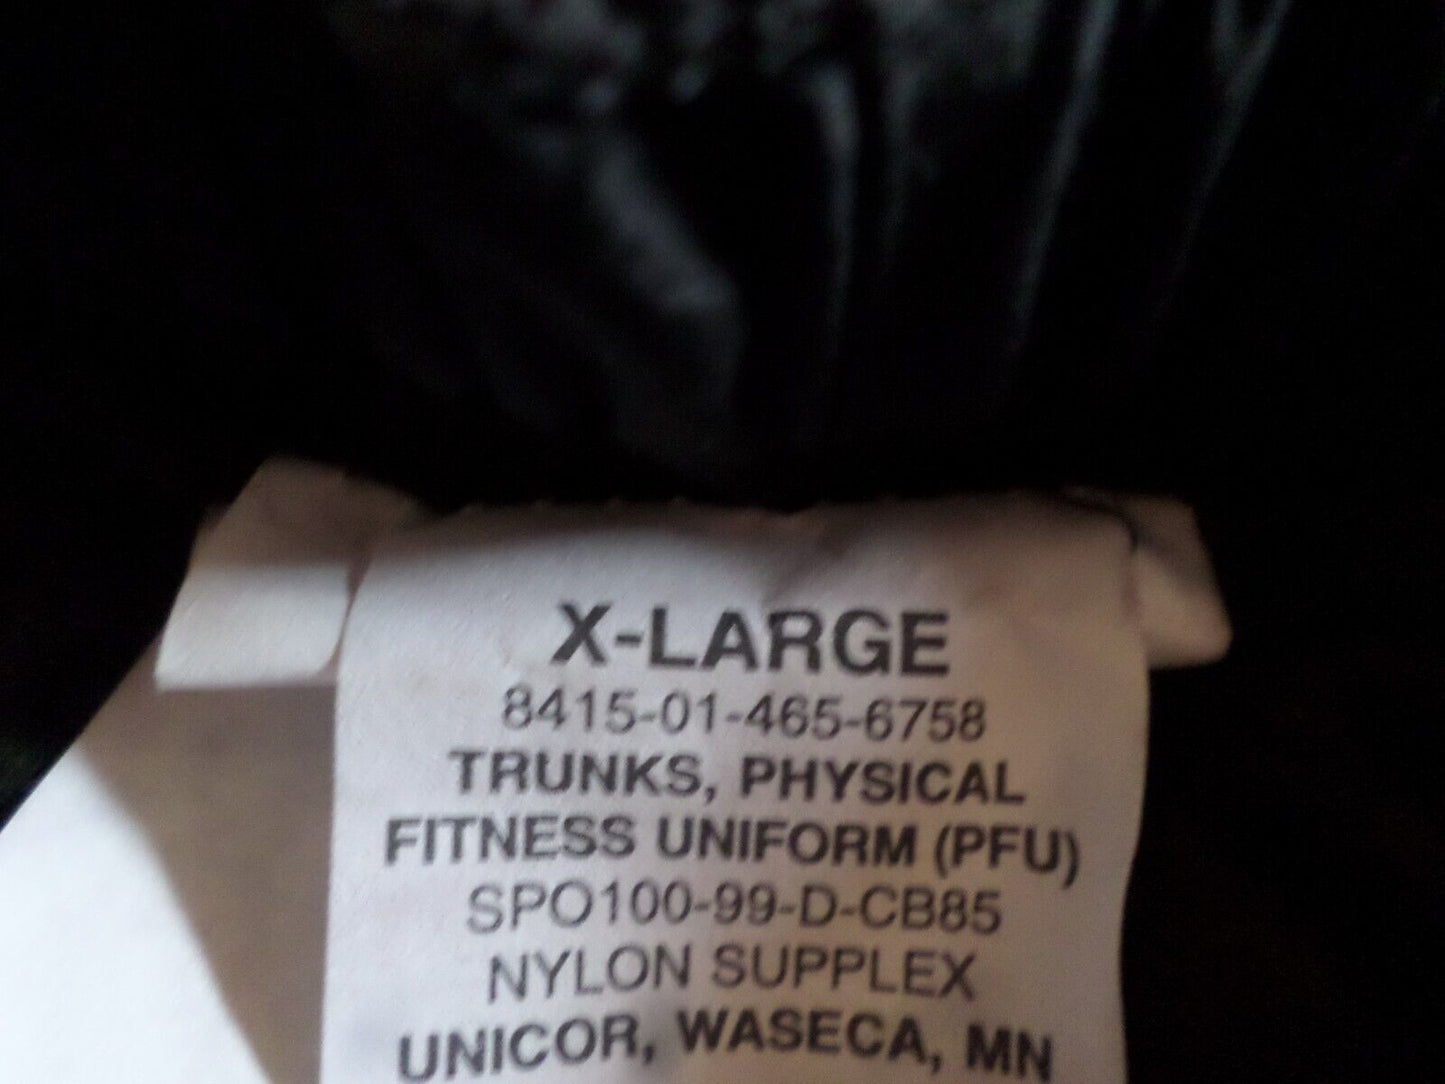 X-LARGE
8415-01-465-6758
TRUNKS, PHYSICAL
FITNESS UNIFORM (PFU)
SPO100-99-D-CB85
NYLON SUPPLEX
UNICOR, WASECA, MN